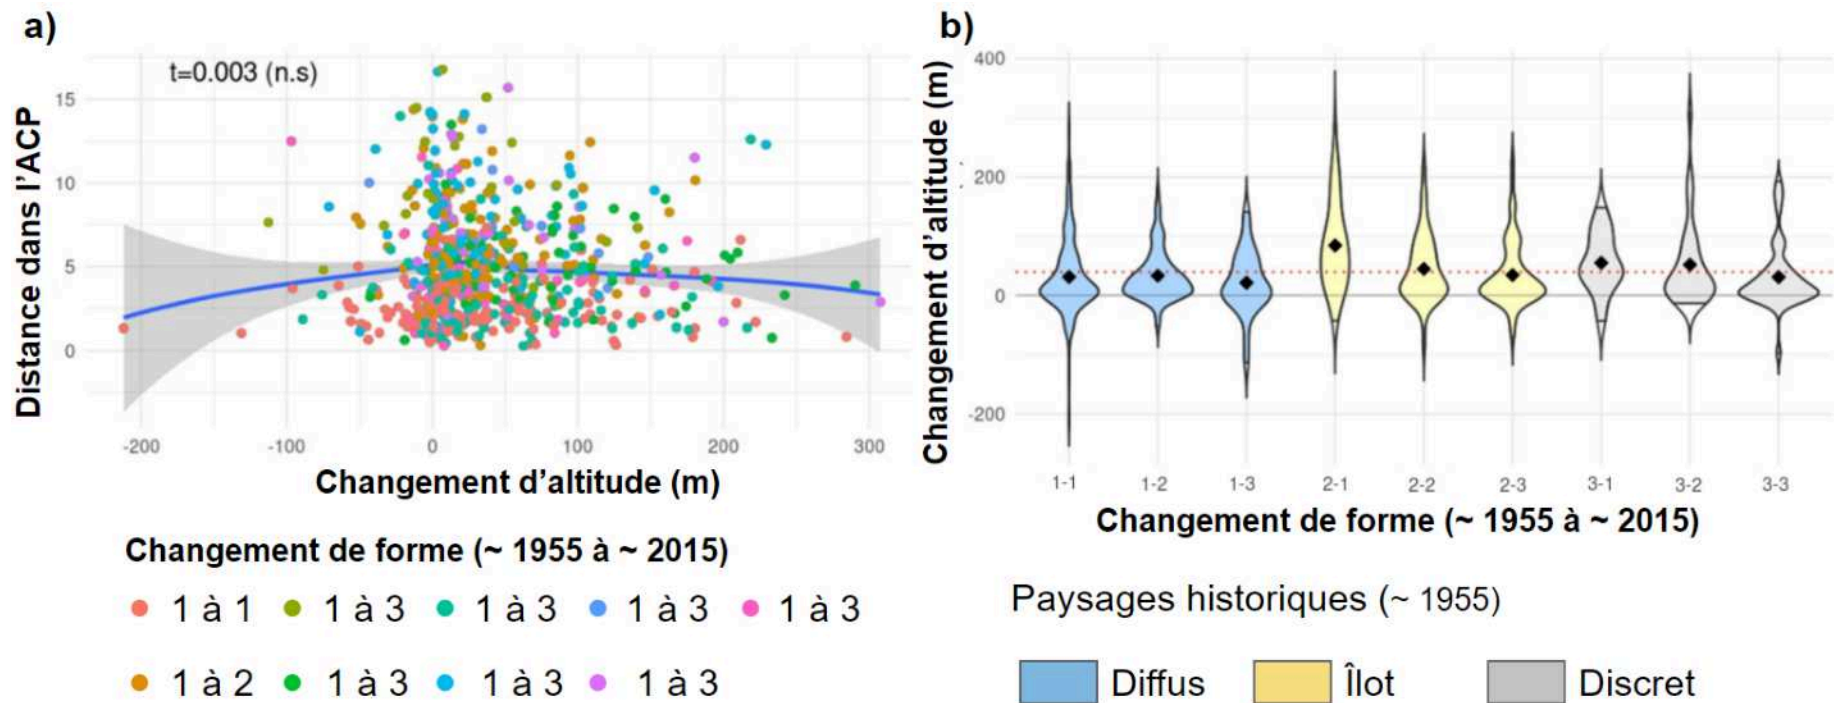 a)
t=0.003 (n.s)
Distance dans l'ACP
15
10
5
0
-200 -100 0 100 200 300
Changement d'altitude (m)
Changement de forme (~ 1955 à ~ 2015)
1 à 1 1 à 3 1 à 3 1 à 3 1 à 3
1 à 2 1 à 3 1 à 3 1 à 3
b)
Changement d'altitude (m)
400
200
0
-200
1-1 1-2 1-3 2-1 2-2 2-3 3-1 3-2 3-3
Changement de forme (~ 1955 à ~ 2015)
Paysages historiques (~ 1955)
Diffus Îlot Discret